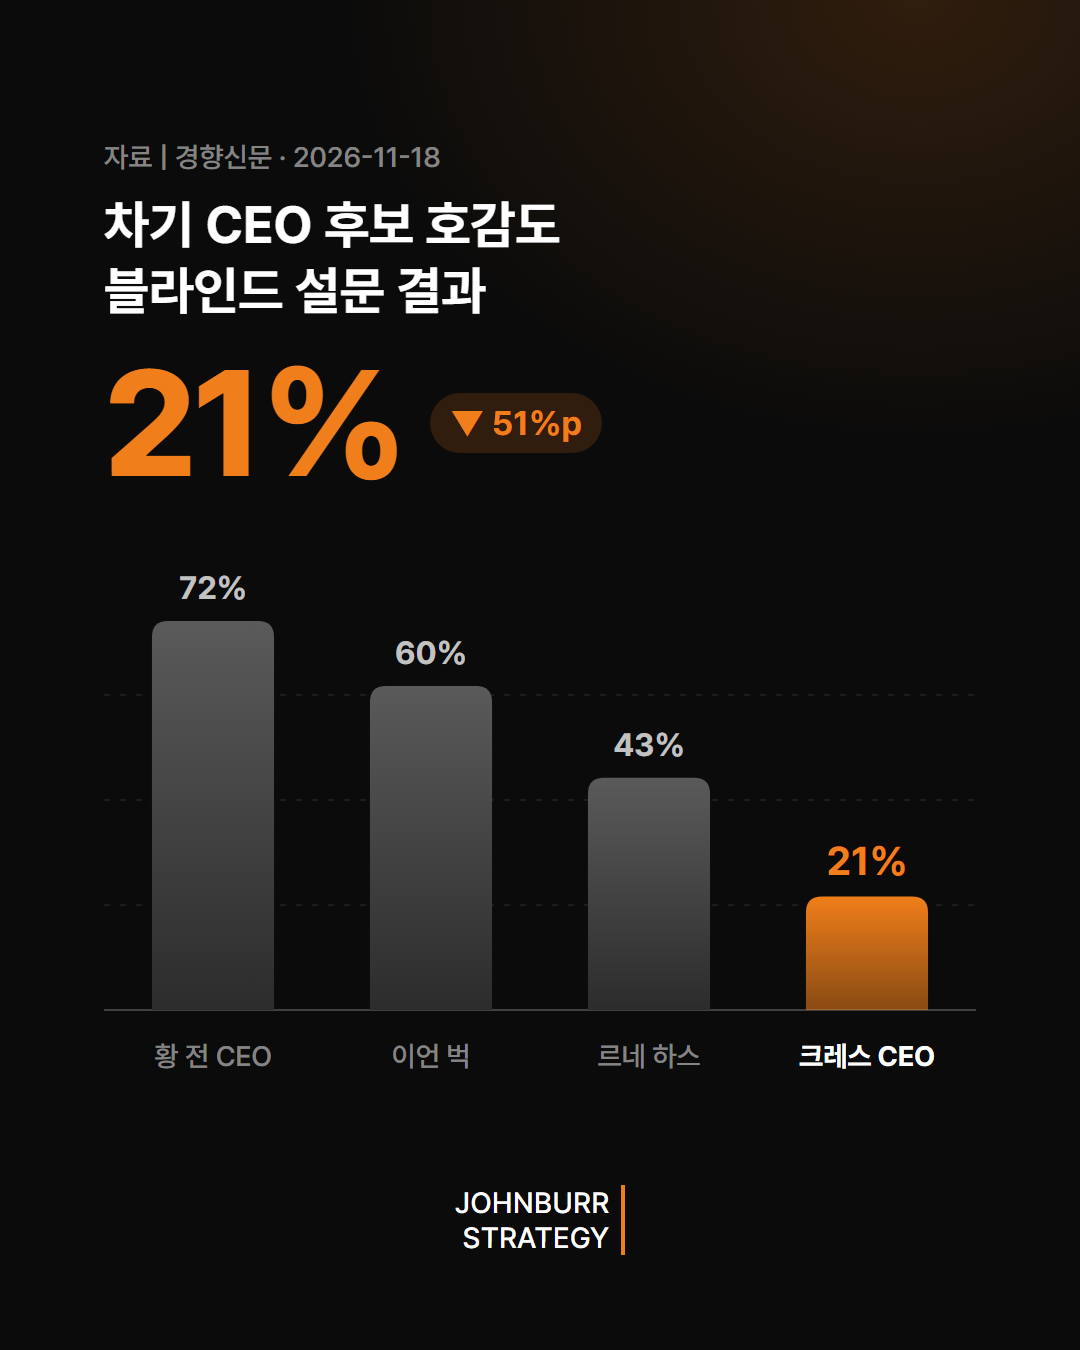 자료 | 경향신문 · 2026-11-18
차기 CEO 후보 호감도
블라인드 설문 결과
21% ▼ 51%p
72%
60%
43%
21%
황 전 CEO
이언 벅
르네 하스
크레스 CEO
JOHNBURR
STRATEGY